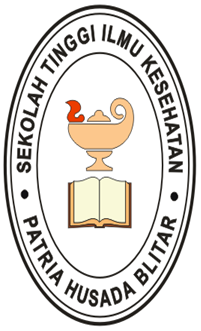 SEKOLAH TINGGI ILMU KESEHATAN
PATRIA HUSADA BLITAR